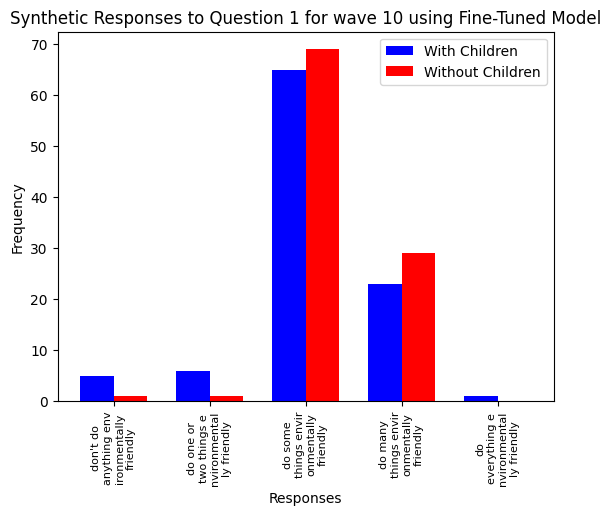 Synthetic Responses to Question 1 for wave 10 using Fine-Tuned Model
With Children
Without Children
Frequency
70
60
50
40
30
20
10
0
don't do
anything env
ironmentally
friendly
do one or
two things e
nvironmental
ly friendly
do some
things envir
onmentally
friendly
do many
things envir
onmentally
friendly
do
everything e
nvironmental
ly friendly
Responses